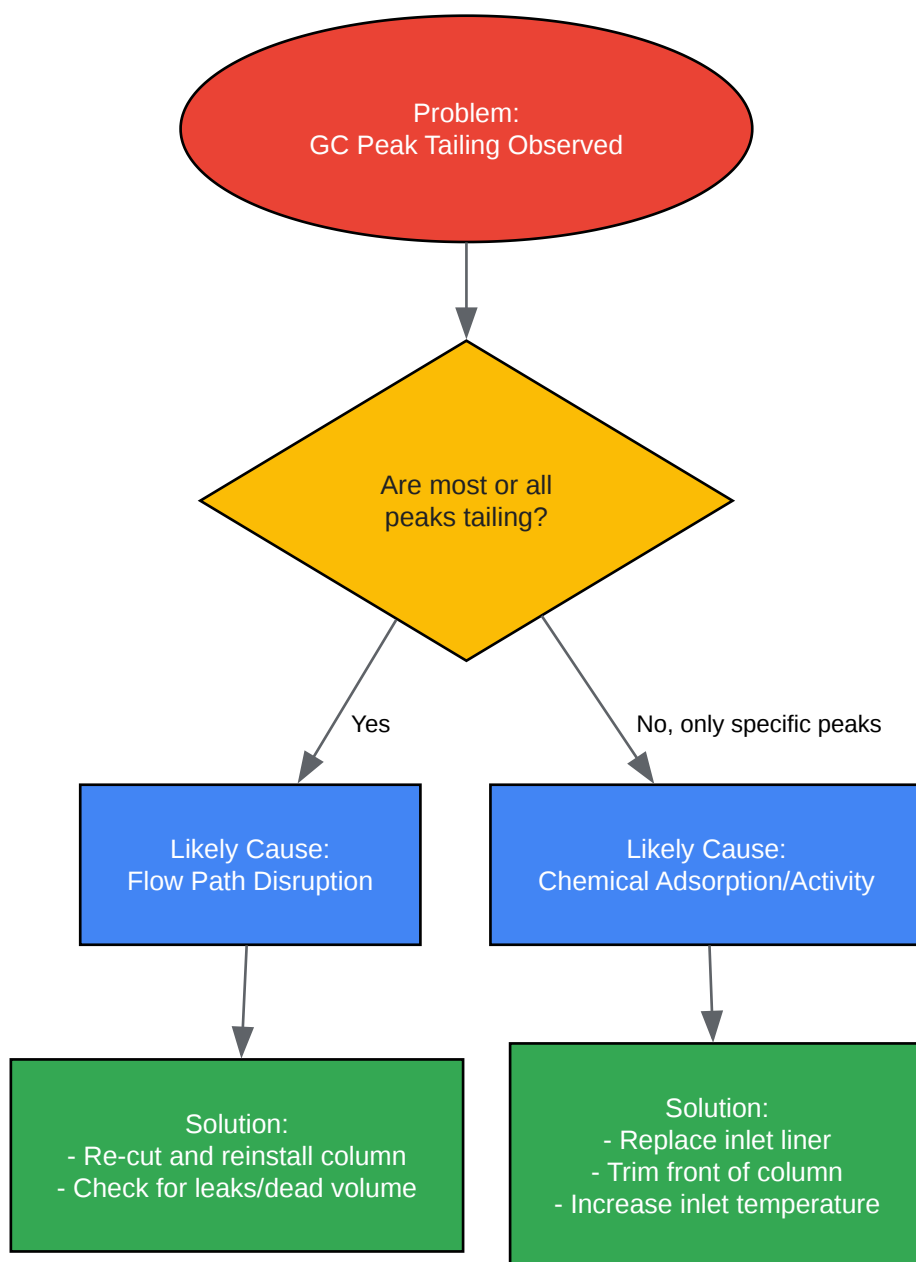 Problem:
GC Peak Tailing Observed
Are most or all
peaks tailing?
Yes
No, only specific peaks
Likely Cause:
Flow Path Disruption
Likely Cause:
Chemical Adsorption/Activity
Solution:
- Re-cut and reinstall column
- Check for leaks/dead volume
Solution:
- Replace inlet liner
- Trim front of column
- Increase inlet temperature